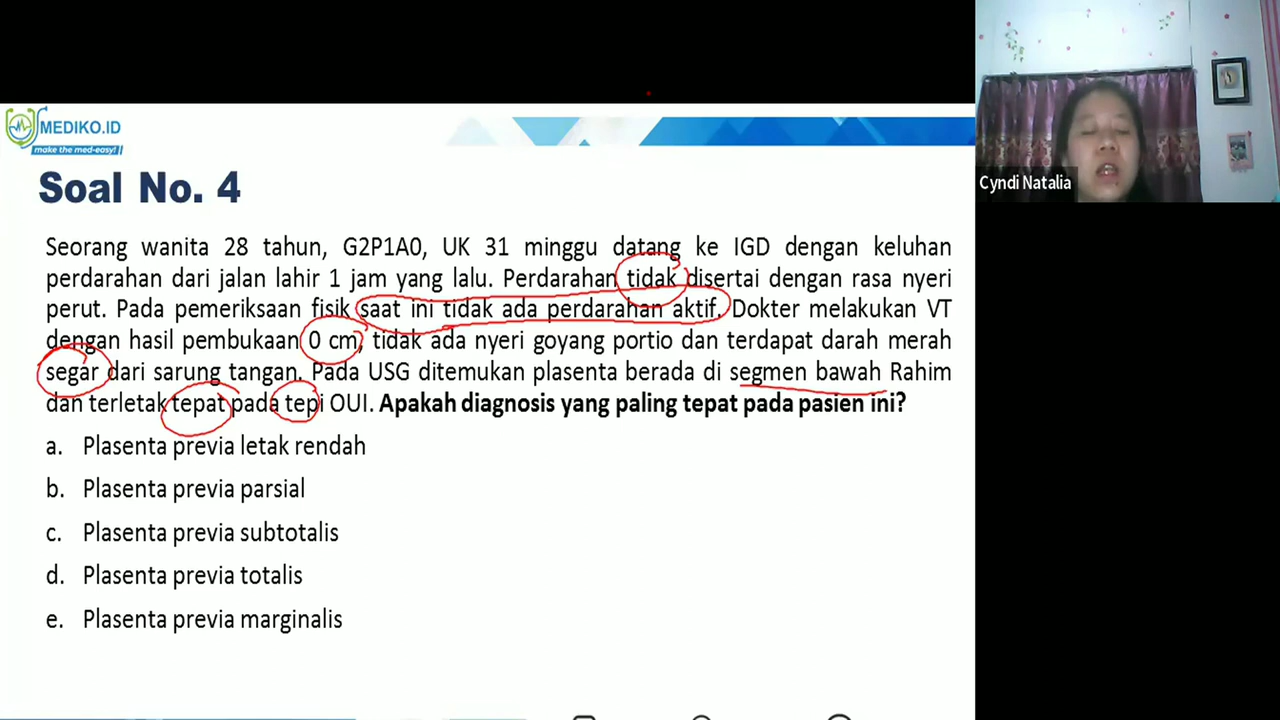 MEDIKO.ID
make the med-easy!
Soal No. 4
Cyndi Natalia
Seorang wanita 28 tahun, G2P1A0, UK 31 minggu datang ke IGD dengan keluhan
perdarahan dari jalan lahir 1 jam yang lalu. Perdarahan tidak disertai dengan rasa nyeri
perut. Pada pemeriksaan fisik saat ini tidak ada perdarahan aktif. Dokter melakukan VT
dengan hasil pembukaan 0 cm, tidak ada nyeri goyang portio dan terdapat darah merah
segar dari sarung tangan. Pada USG ditemukan plasenta berada di segmen bawah Rahim
dan terletak tepat pada tepi OUI. Apakah diagnosis yang paling tepat pada pasien ini?
a. Plasenta previa letak rendah
b. Plasenta previa parsial
c. Plasenta previa subtotalis
d. Plasenta previa totalis
e. Plasenta previa marginalis